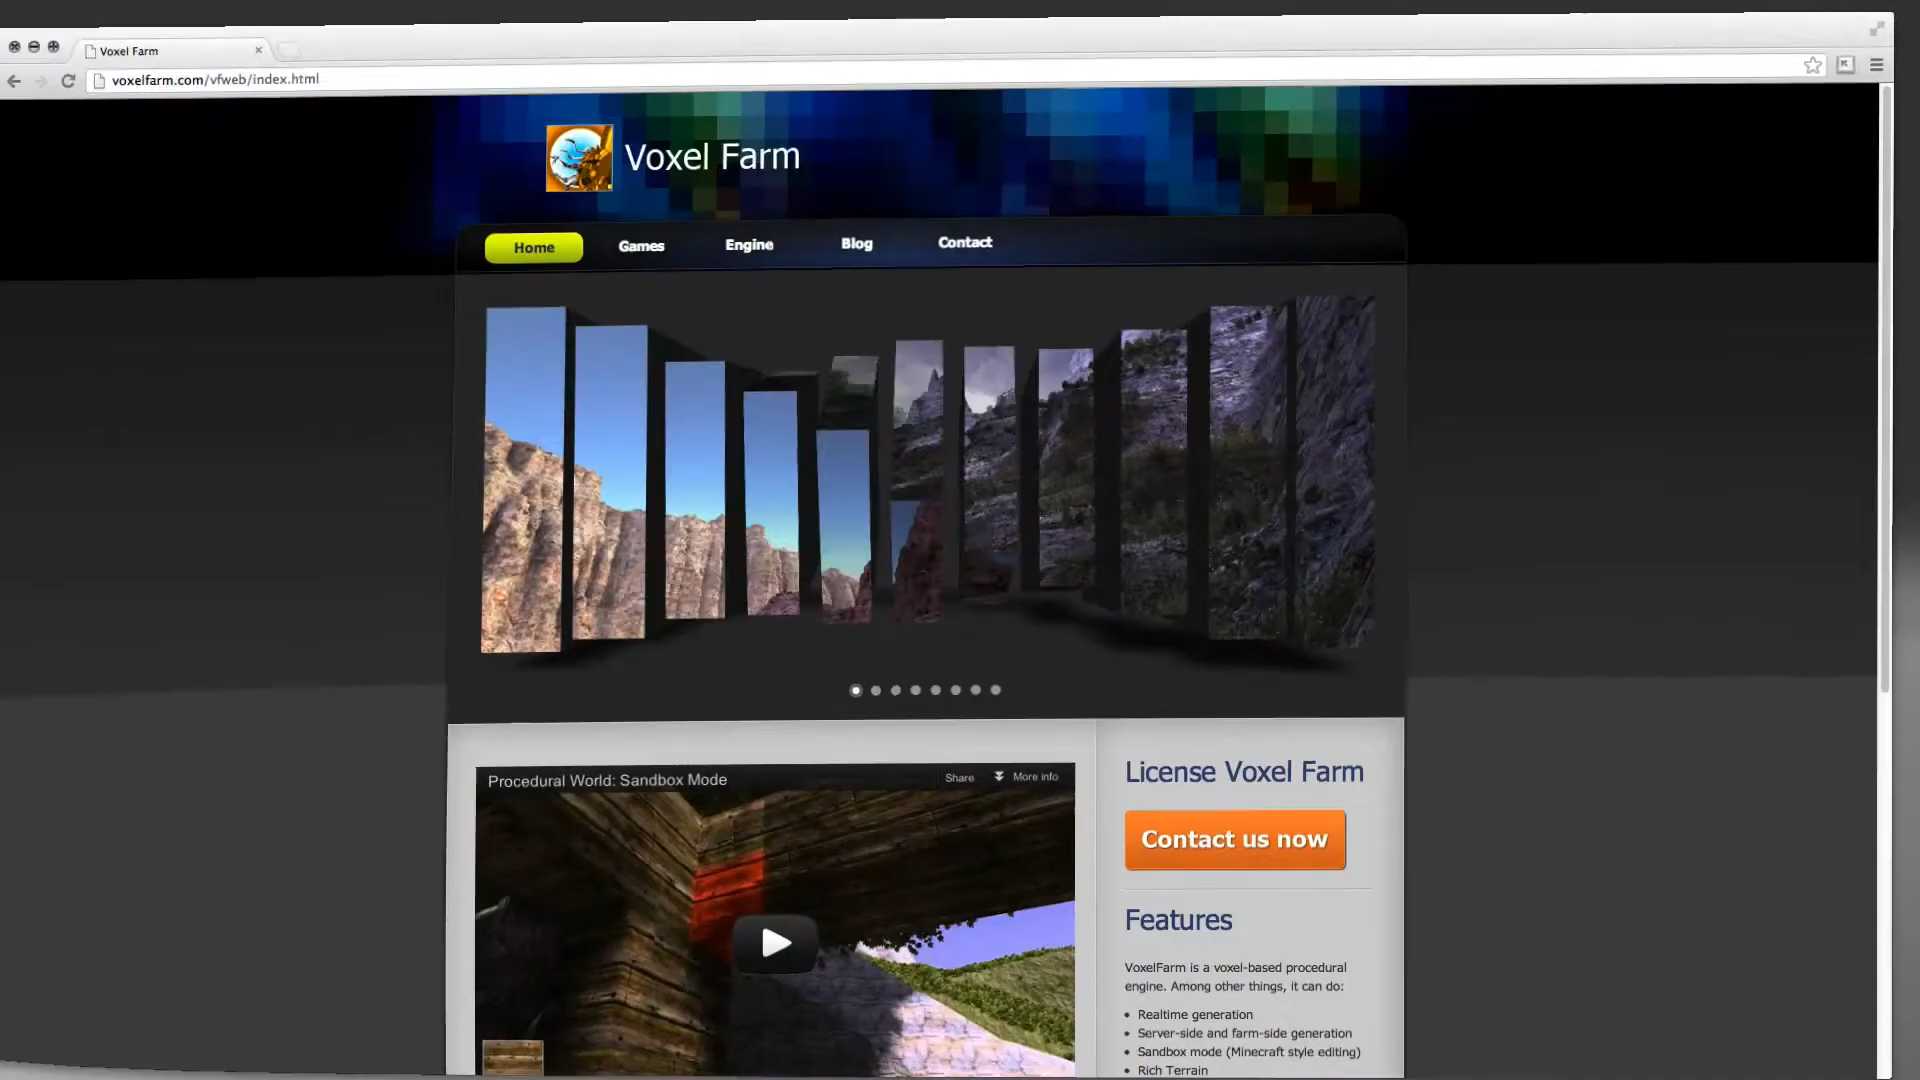 Voxel Farm
voxelfarm.com/vfweb/index.html
Voxel Farm
Home Games Engine Blog Contact
Procedural World: Sandbox Mode
Share More info
License Voxel Farm
Contact us now
Features
VoxelFarm is a voxel-based procedural
engine. Among other things, it can do:
• Realtime generation
• Server-side and farm-side generation
• Sandbox mode (Minecraft style editing)
• Rich Terrain